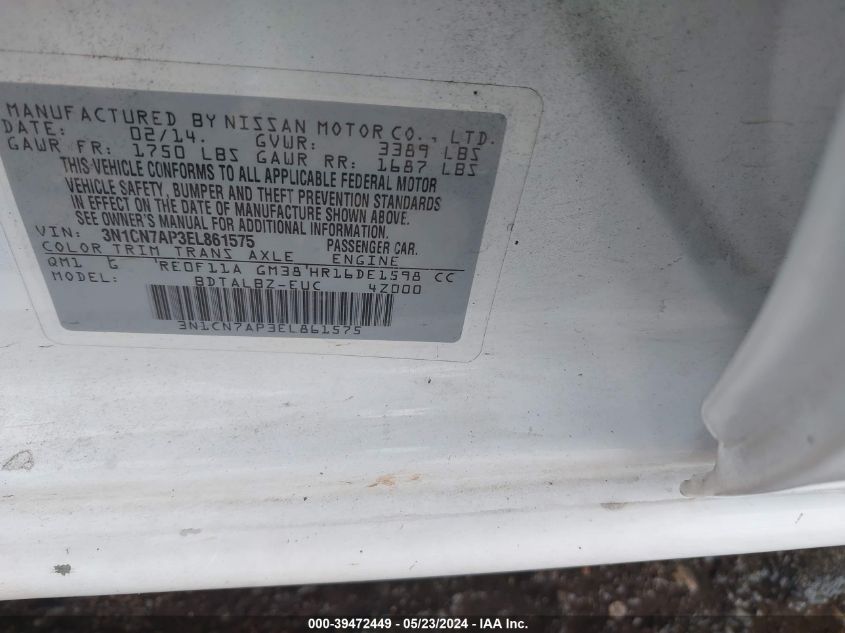 MANUFACTURED BY NISSAN MOTOR CO., LTD.
DATE: 02/14. GVWR: 3389 LBS
GAWR FR: 1750 LBS GAWR RR: 1687 LBS
THIS VEHICLE CONFORMS TO ALL APPLICABLE FEDERAL MOTOR
VEHICLE SAFETY, BUMPER AND THEFT PREVENTION STANDARDS
IN EFFECT ON THE DATE OF MANUFACTURE SHOWN ABOVE.
SEE OWNER'S MANUAL FOR ADDITIONAL INFORMATION.
VIN: 3N1CN7AP3EL861575 PASSENGER CAR.
COLOR TRIM TRANS AXLE ENGINE
QM1 G 'RE0F11A GM38'HR16DE1598 CC
MODEL: BDTALBZ-EUC 4Z000
3N1CN7AP3EL861575
000-39472449 - 05/23/2024 - IAA Inc.